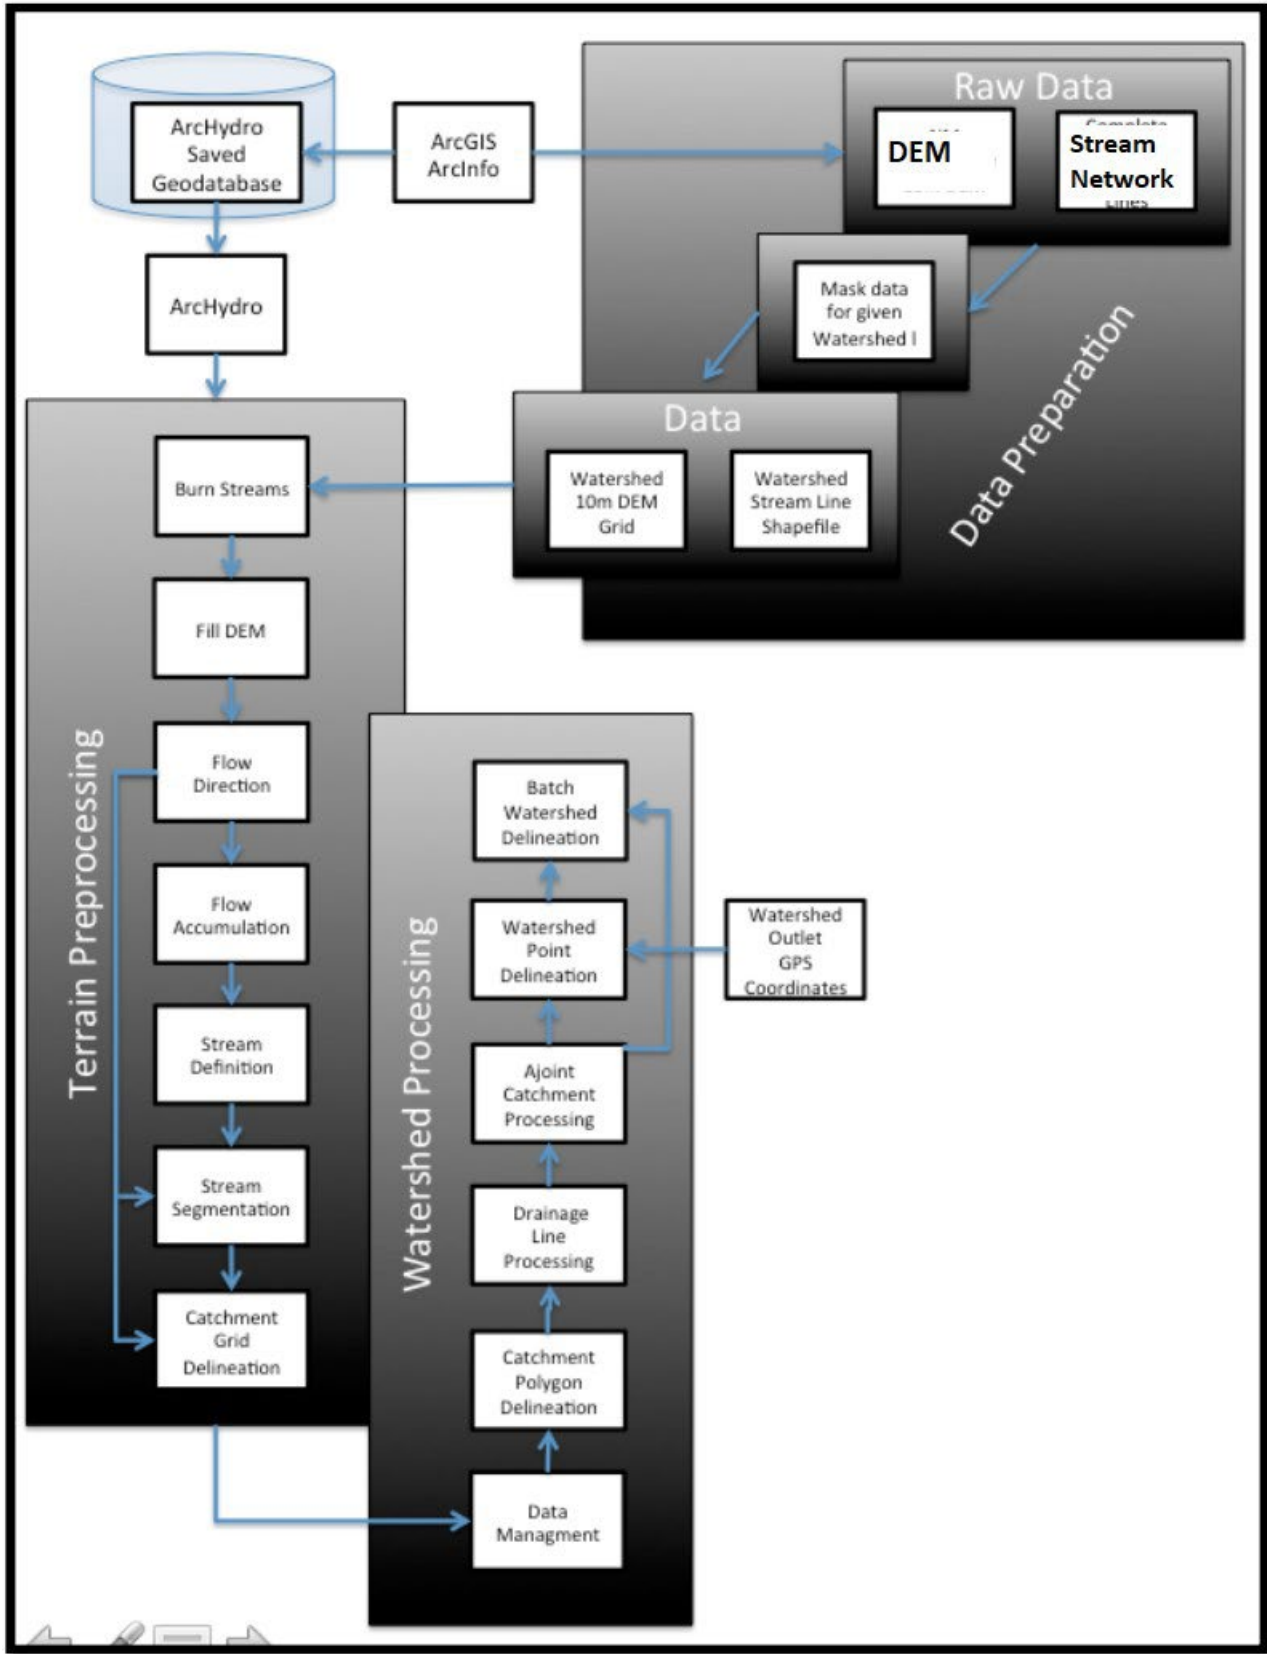 ArcHydro
Saved
Geodatabase
ArcGIS
ArcInfo
Raw Data
DEM
Stream
Network
ArcHydro
Mask data
for given
Watershed l
Data Preparation
Data
Watershed
10m DEM
Grid
Watershed
Stream Line
Shapefile
Terrain Preprocessing
Burn Streams
Fill DEM
Flow
Direction
Flow
Accumulation
Stream
Definition
Stream
Segmentation
Catchment
Grid
Delineation
Watershed Processing
Batch
Watershed
Delineation
Watershed
Point
Delineation
Watershed
Outlet
GPS
Coordinates
Ajoint
Catchment
Processing
Drainage
Line
Processing
Catchment
Polygon
Delineation
Data
Managment